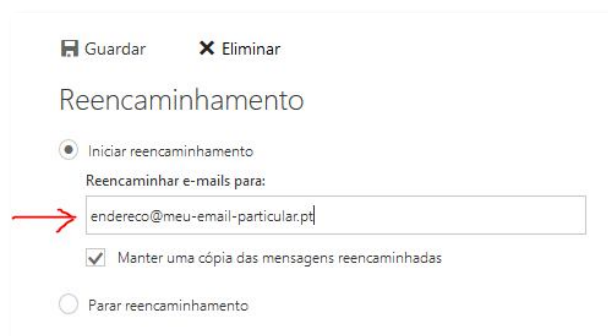 Guardar Eliminar
Reencaminhamento
Iniciar reencaminhamento
Reencaminhar e-mails para:
endereco@meu-email-particular.pt
Manter uma cópia das mensagens reencaminhadas
Parar reencaminhamento